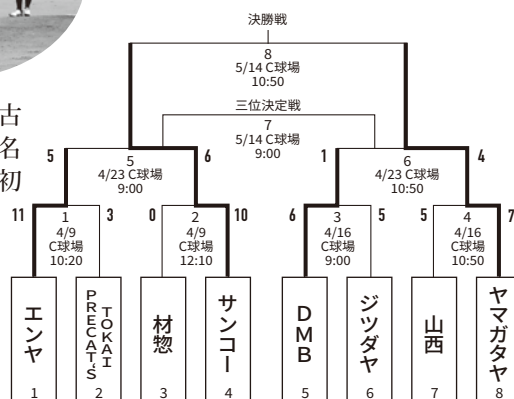 決勝戦
8
5/14 C球場
10:50
三位決定戦
7
5/14 C球場
9:00
古名初
5
5
4/23 C球場
9:00
6
1
6
4/23 C球場
10:50
4
11
1
4/9
C球場
10:20
3
0
2
4/9
C球場
12:10
10
6
3
4/16
C球場
9:00
5
5
4
4/16
C球場
10:50
7
エンヤ
1
TOKAI
PRECAT'S
2
材惣
3
サンコー
4
DMB
5
ジツダヤ
6
山西
7
ヤマガタヤ
8